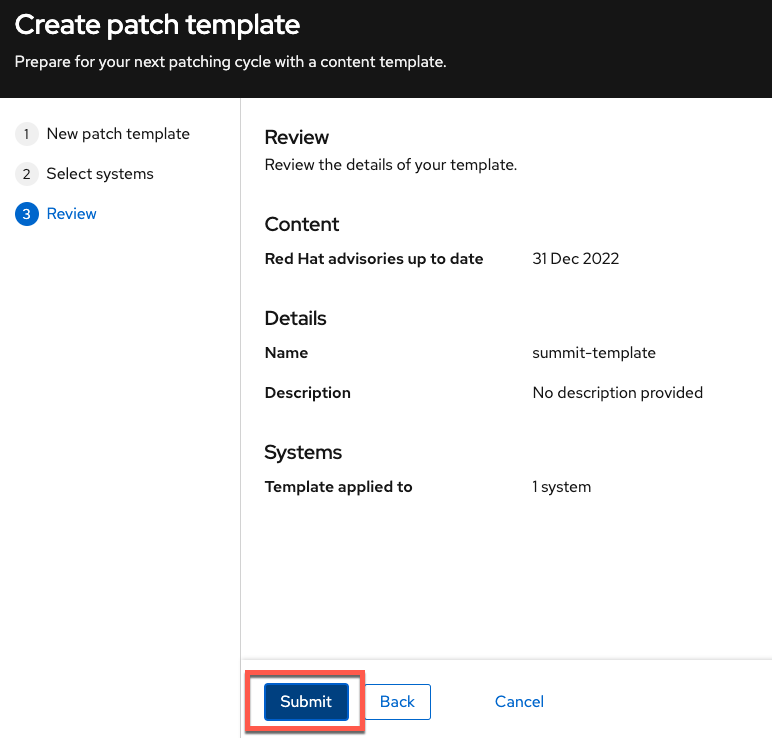 Create patch template
Prepare for your next patching cycle with a content template.
1 New patch template
2 Select systems
3 Review
Review
Review the details of your template.
Content
Red Hat advisories up to date 31 Dec 2022
Details
Name summit-template
Description No description provided
Systems
Template applied to 1 system
Submit Back Cancel